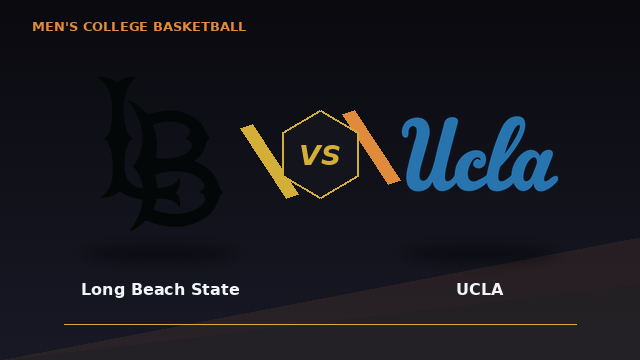 MEN'S COLLEGE BASKETBALL
LB
VS
Ucla
Long Beach State
UCLA